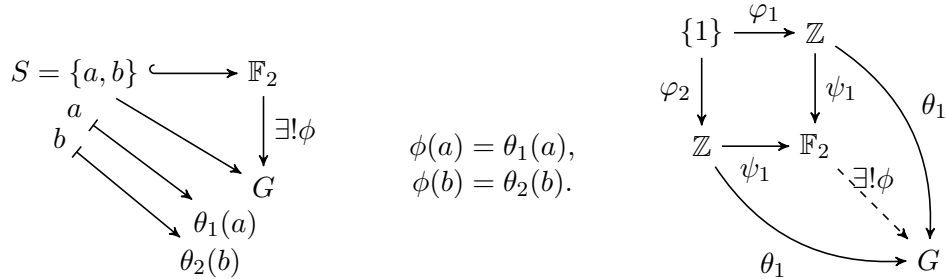 S = {a, b}
𝔽₂
a
b
∃!ϕ
G
θ₁(a)
θ₂(b)
ϕ(a) = θ₁(a),
ϕ(b) = θ₂(b).
{1}
φ₁
ℤ
φ₂
ψ₁
θ₁
ℤ
ψ₁
𝔽₂
∃!ϕ
θ₁
G